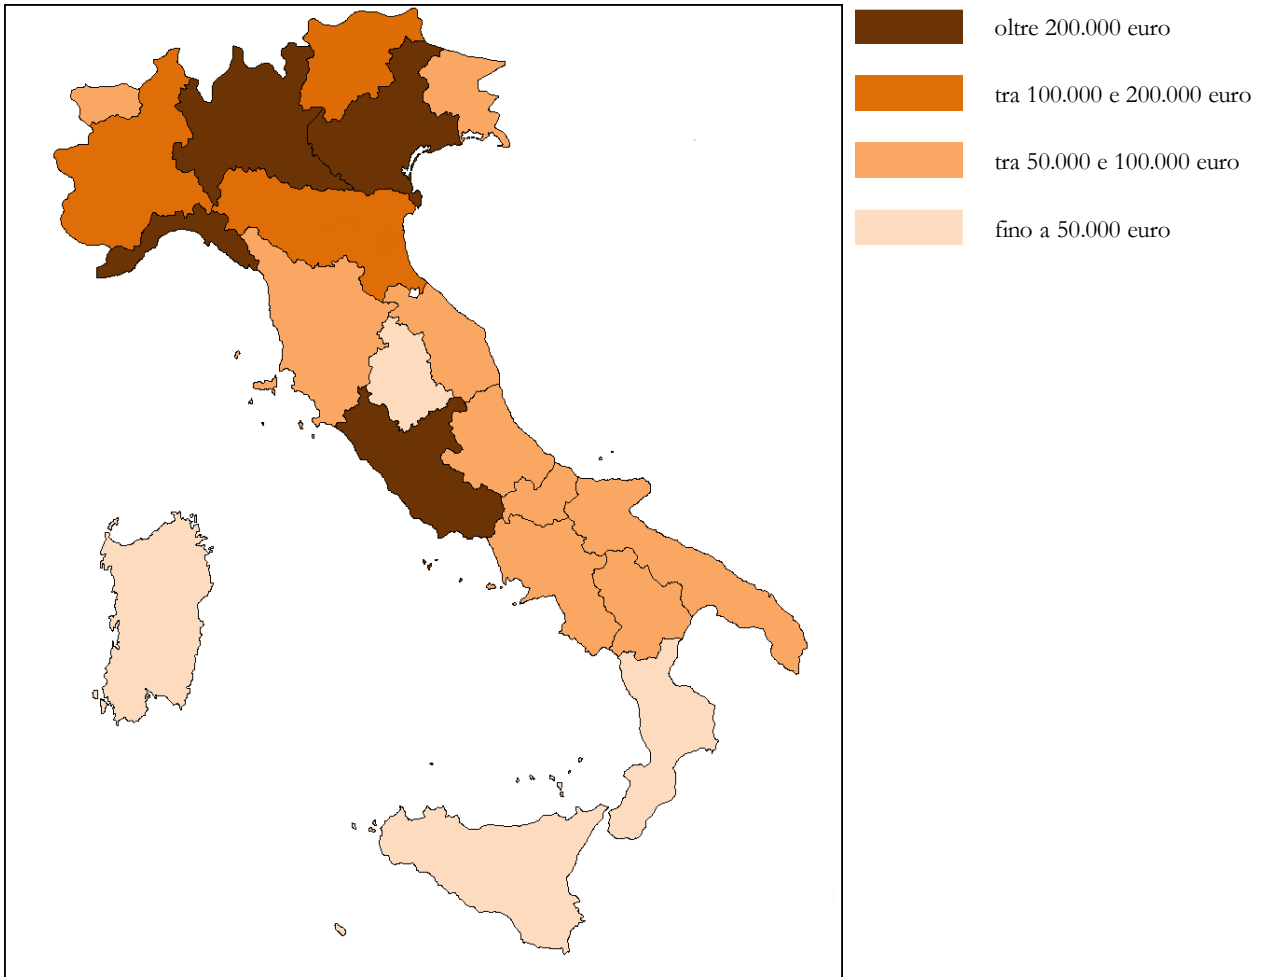 oltre 200.000 euro
tra 100.000 e 200.000 euro
tra 50.000 e 100.000 euro
fino a 50.000 euro